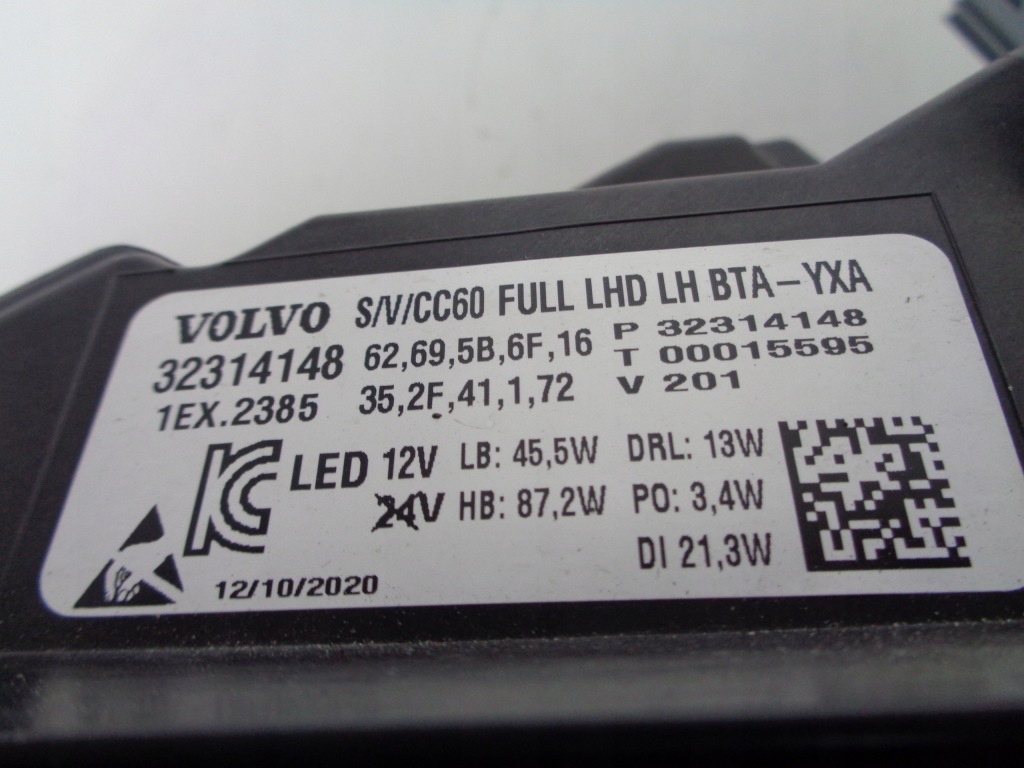 VOLVO S/V/CC60 FULL LHD LH BTA-YXA
32314148 62,69,5B,6F,16 P 32314148
T 00015595
1EX.2385 35,2F,41,1,72 V 201
KC LED 12V LB: 45,5W DRL: 13W
24V HB: 87,2W PO: 3,4W
DI 21,3W
12/10/2020